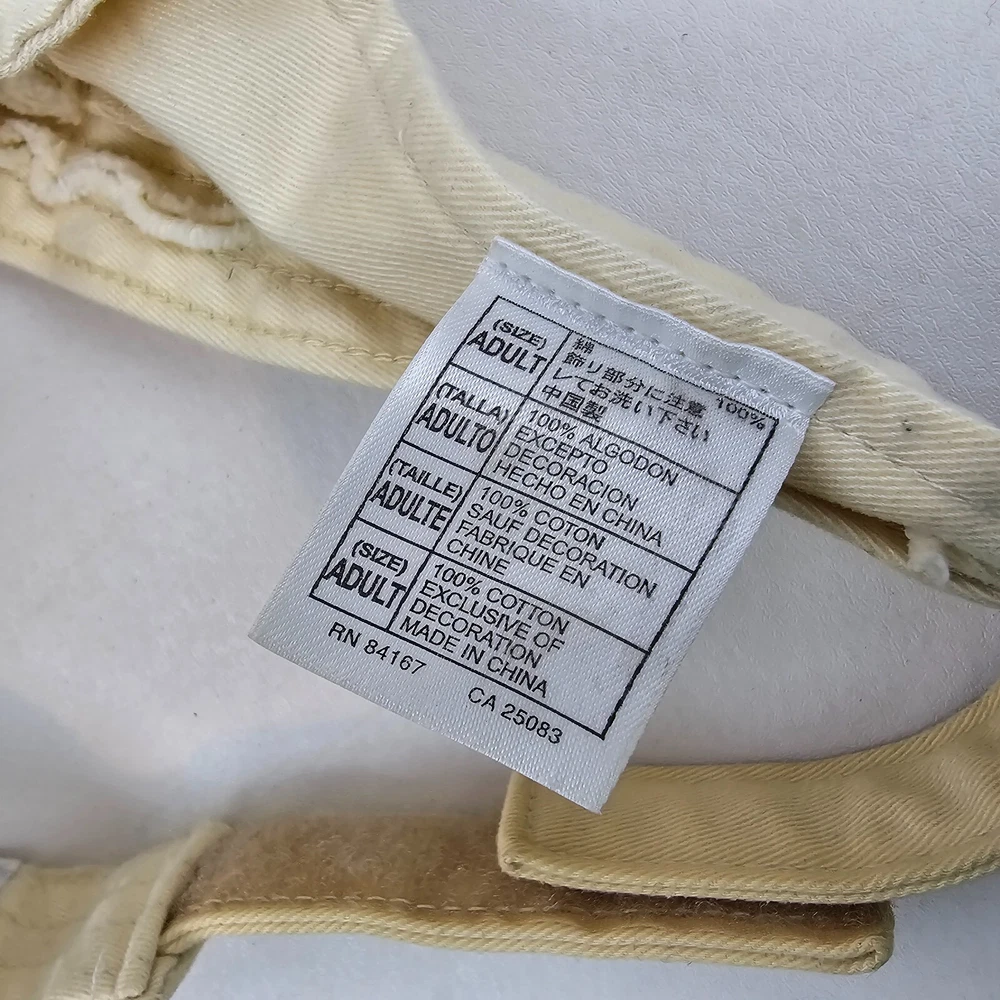 (SIZE)
ADULT
綿 100%
飾り部分に注意
してお洗い下さい
中国製
(TALLA)
ADULTO
100% ALGODON
EXCEPTO
DECORACION
HECHO EN CHINA
(TAILLE)
ADULTE
100% COTON
SAUF DECORATION
FABRIQUE EN
CHINE
(SIZE)
ADULT
100% COTTON
EXCLUSIVE OF
DECORATION
MADE IN CHINA
RN 84167 CA 25083